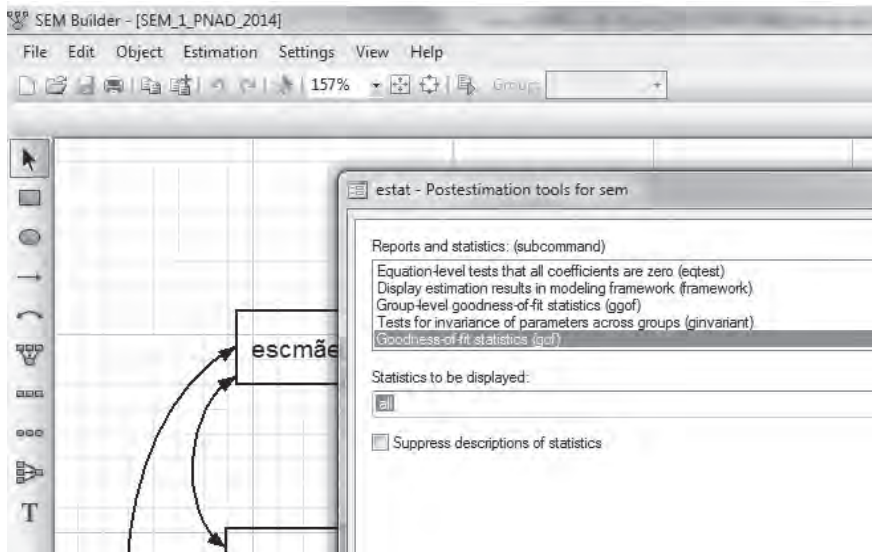 SEM Builder - [SEM_1_PNAD_2014]
File Edit Object Estimation Settings View Help
157% Group:
estat - Postestimation tools for sem
Reports and statistics: (subcommand)
Equation-level tests that all coefficients are zero (eqtest)
Display estimation results in modeling framework (framework)
Group-level goodness-of-fit statistics (ggof)
Tests for invariance of parameters across groups (ginvariant)
Goodness-of-fit statistics (gof)
Statistics to be displayed:
all
Suppress descriptions of statistics
escmãe
T